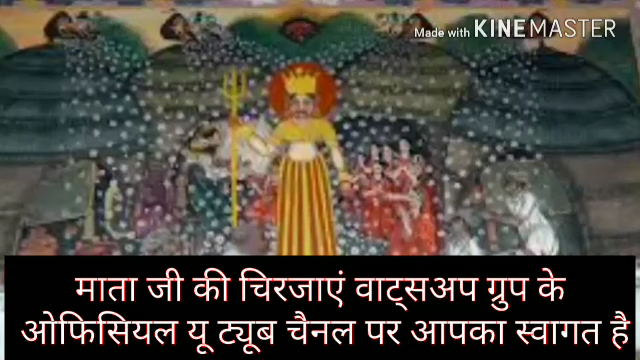 Made with KINEMASTER
माता जी की चिरजाएं वाट्सअप ग्रुप के
ओफिसियल यू ट्यूब चैनल पर आपका स्वागत है